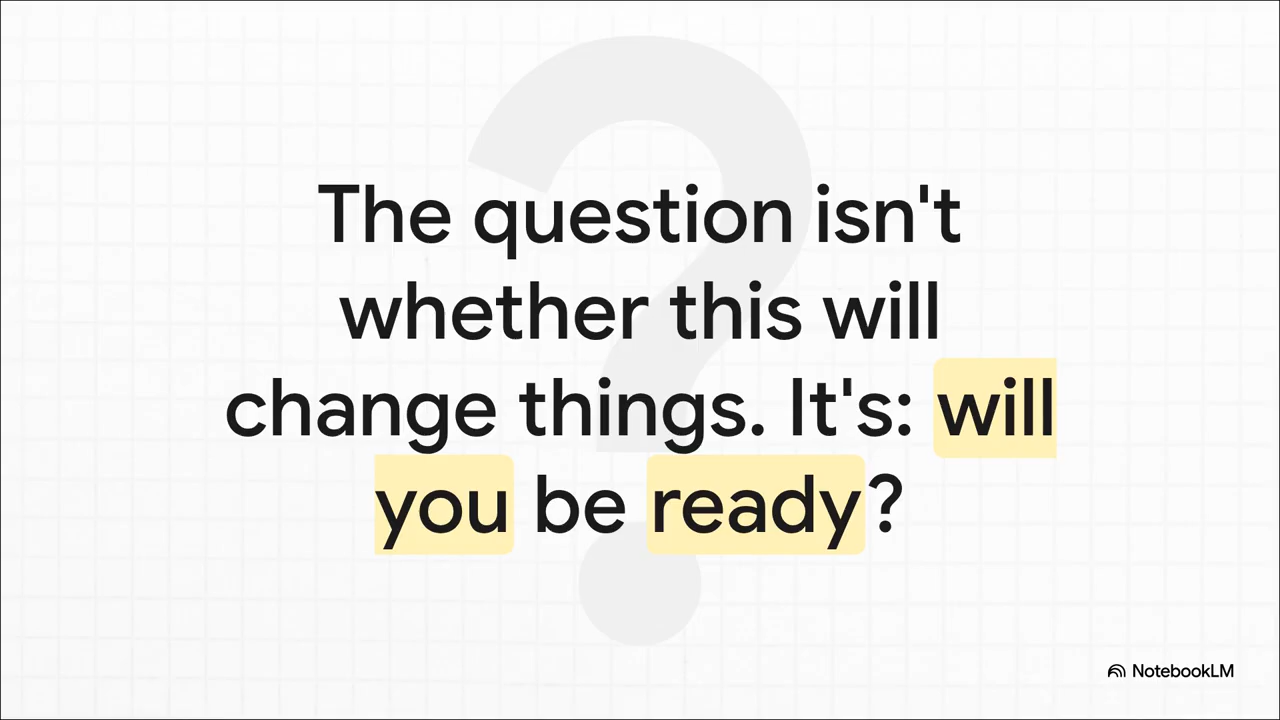 The question isn't
whether this will
change things. It's: will
you be ready?
NotebookLM